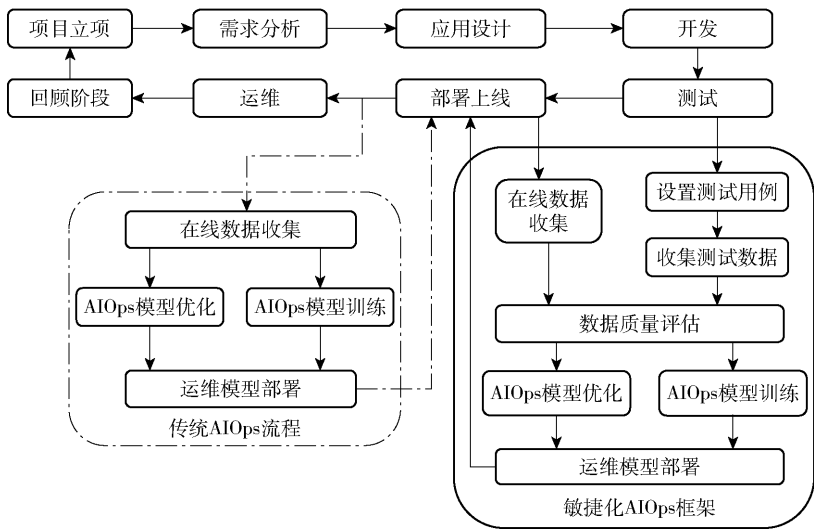 项目立项
需求分析
应用设计
开发
回顾阶段
运维
部署上线
测试
在线数据收集
AIOps模型优化
AIOps模型训练
运维模型部署
传统AIOps流程
在线数据
收集
设置测试用例
收集测试数据
数据质量评估
AIOps模型优化
AIOps模型训练
运维模型部署
敏捷化AIOps框架